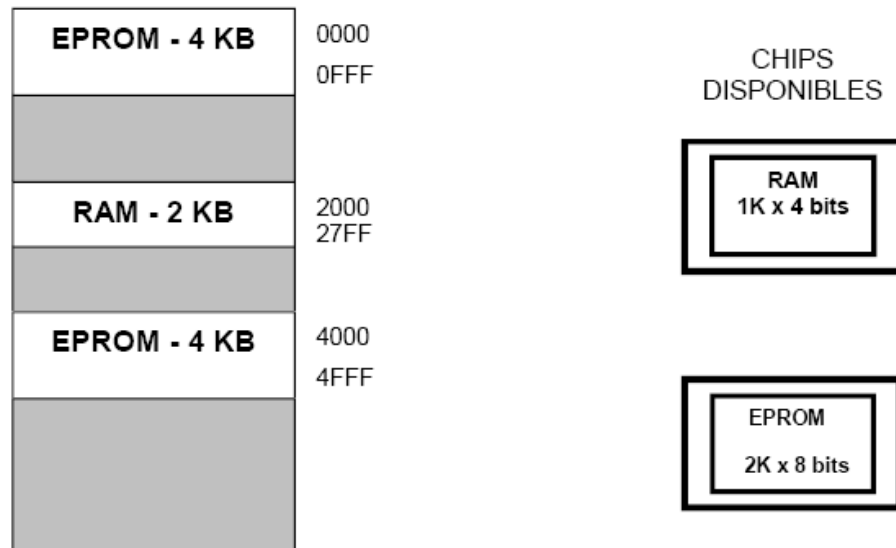 EPROM - 4 KB
0000
0FFF
RAM - 2 KB
2000
27FF
EPROM - 4 KB
4000
4FFF
CHIPS
DISPONIBLES
RAM
1K x 4 bits
EPROM
2K x 8 bits